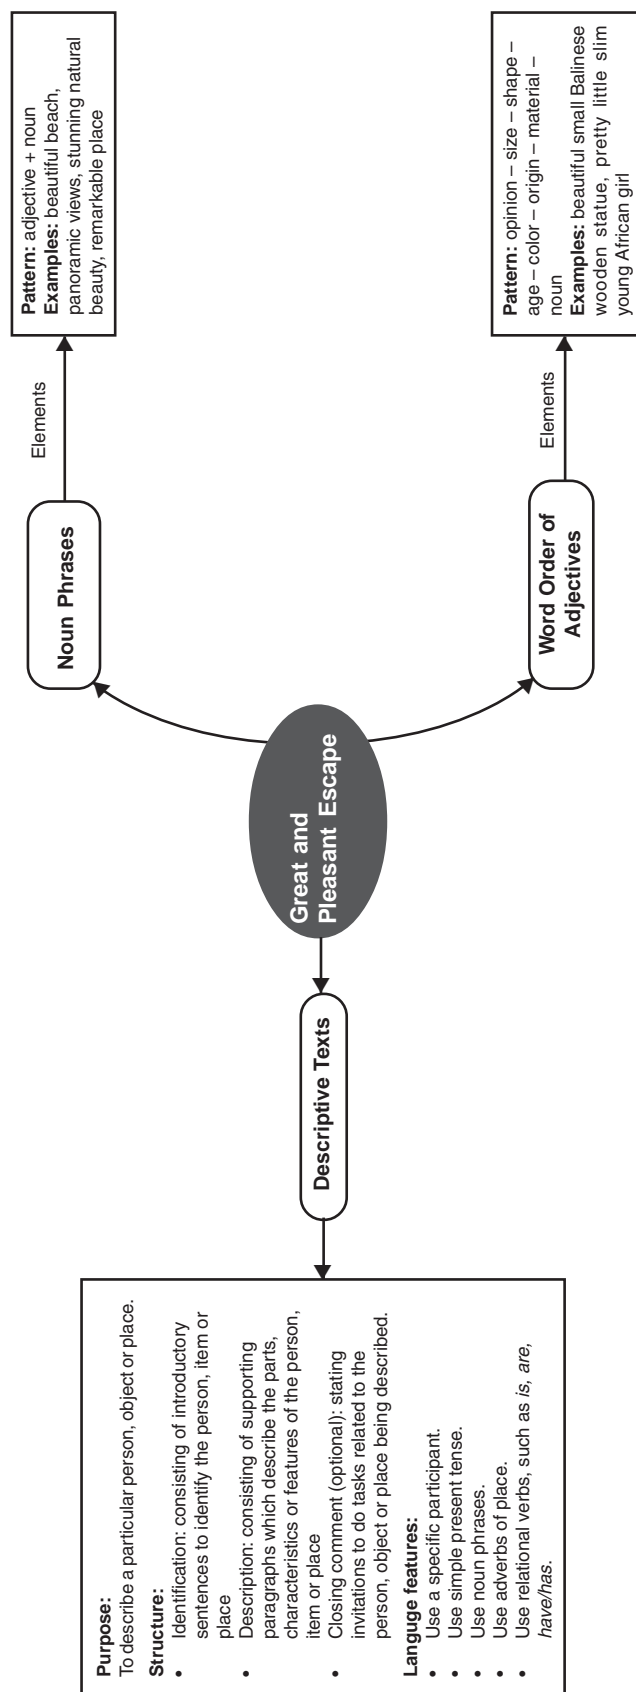 Purpose:
To describe a particular person, object or place.
Structure:
• Identification: consisting of introductory
sentences to identify the person, item or
place
• Description: consisting of supporting
paragraphs which describe the parts,
characteristics or features of the person,
item or place
• Closing comment (optional): stating
invitations to do tasks related to the
person, object or place being described.
Languge features:
• Use a specific participant.
• Use simple present tense.
• Use noun phrases.
• Use adverbs of place.
• Use relational verbs, such as is, are,
have/has.
Descriptive Texts
Great and
Pleasant Escape
Noun Phrases
Elements
Pattern: adjective + noun
Examples: beautiful beach,
panoramic views, stunning natural
beauty, remarkable place
Word Order of
Adjectives
Elements
Pattern: opinion – size – shape –
age – color – origin – material –
noun
Examples: beautiful small Balinese
wooden statue, pretty little slim
young African girl